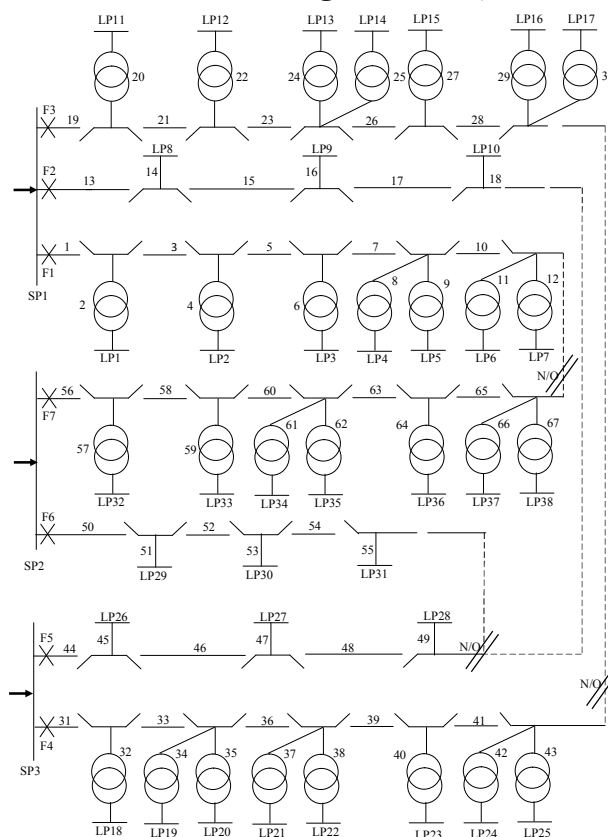 LP11 LP12 LP13 LP14 LP15 LP16 LP17
20 22 24 25 27 29 3
F3 19 21 23 26 28
LP8 LP9 LP10
F2 13 14 15 16 17 18
1 3 5 7 10
F1
SP1
2 4 6 8 9 11 12
LP1 LP2 LP3 LP4 LP5 LP6 LP7
N/O
56 58 60 63 65
F7
57 59 61 62 64 66 67
LP32 LP33 LP34 LP35 LP36 LP37 LP38
F6 50 52 54
51 53 55
SP2
LP29 LP30 LP31
LP26 LP27 LP28
F5 44 45 46 47 48 49 N/O
N/O
F4 31 33 36 39 41
SP3
32 34 35 37 38 40 42 43
LP18 LP19 LP20 LP21 LP22 LP23 LP24 LP25